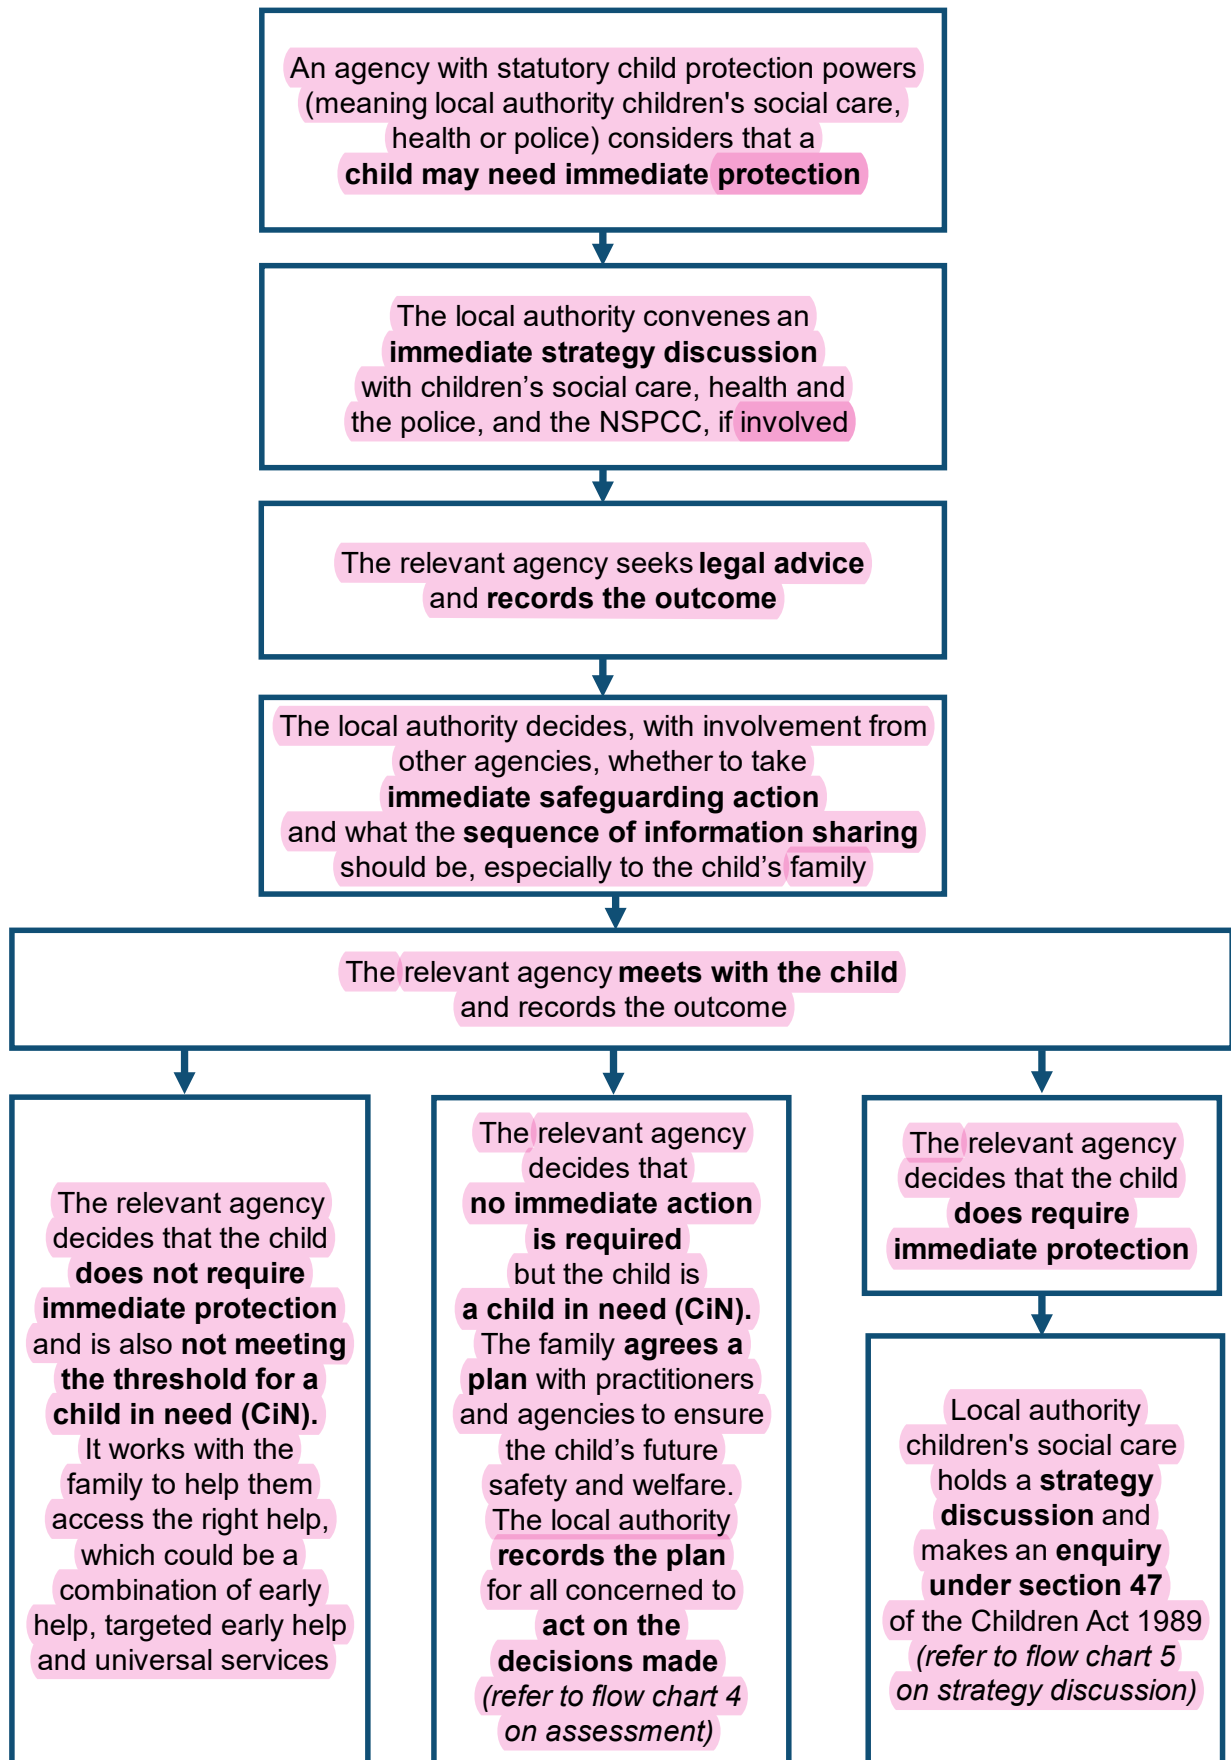 An agency with statutory child protection powers
(meaning local authority children's social care,
health or police) considers that a
child may need immediate protection
The local authority convenes an
immediate strategy discussion
with children’s social care, health and
the police, and the NSPCC, if involved
The relevant agency seeks legal advice
and records the outcome
The local authority decides, with involvement from
other agencies, whether to take
immediate safeguarding action
and what the sequence of information sharing
should be, especially to the child’s family
The relevant agency meets with the child
and records the outcome
The relevant agency
decides that the child
does not require
immediate protection
and is also not meeting
the threshold for a
child in need (CiN).
It works with the
family to help them
access the right help,
which could be a
combination of early
help, targeted early help
and universal services
The relevant agency
decides that
no immediate action
is required
but the child is
a child in need (CiN).
The family agrees a
plan with practitioners
and agencies to ensure
the child’s future
safety and welfare.
The local authority
records the plan
for all concerned to
act on the
decisions made
(refer to flow chart 4
on assessment)
The relevant agency
decides that the child
does require
immediate protection
Local authority
children's social care
holds a strategy
discussion and
makes an enquiry
under section 47
of the Children Act 1989
(refer to flow chart 5
on strategy discussion)